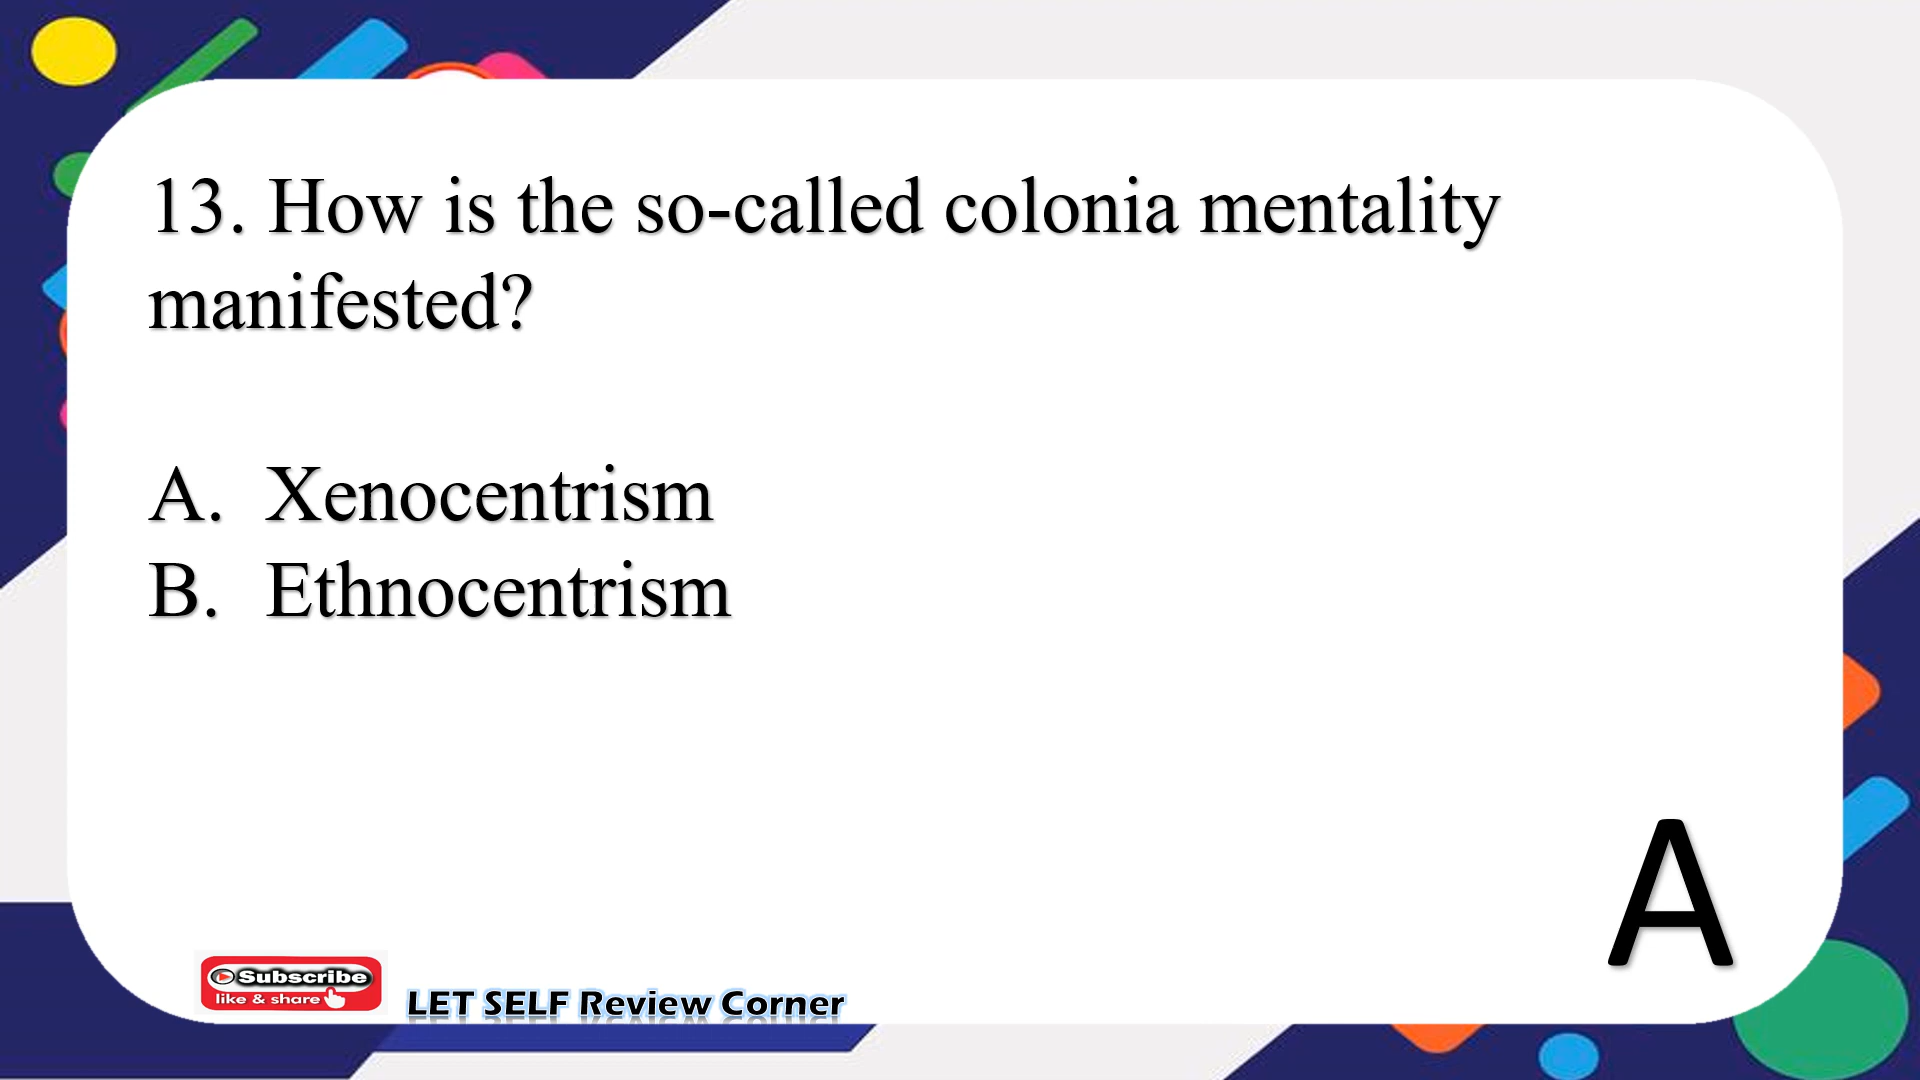 13. How is the so-called colonia mentality
manifested?
A. Xenocentrism
B. Ethnocentrism
A
Subscribe
like & share
LET SELF Review Corner